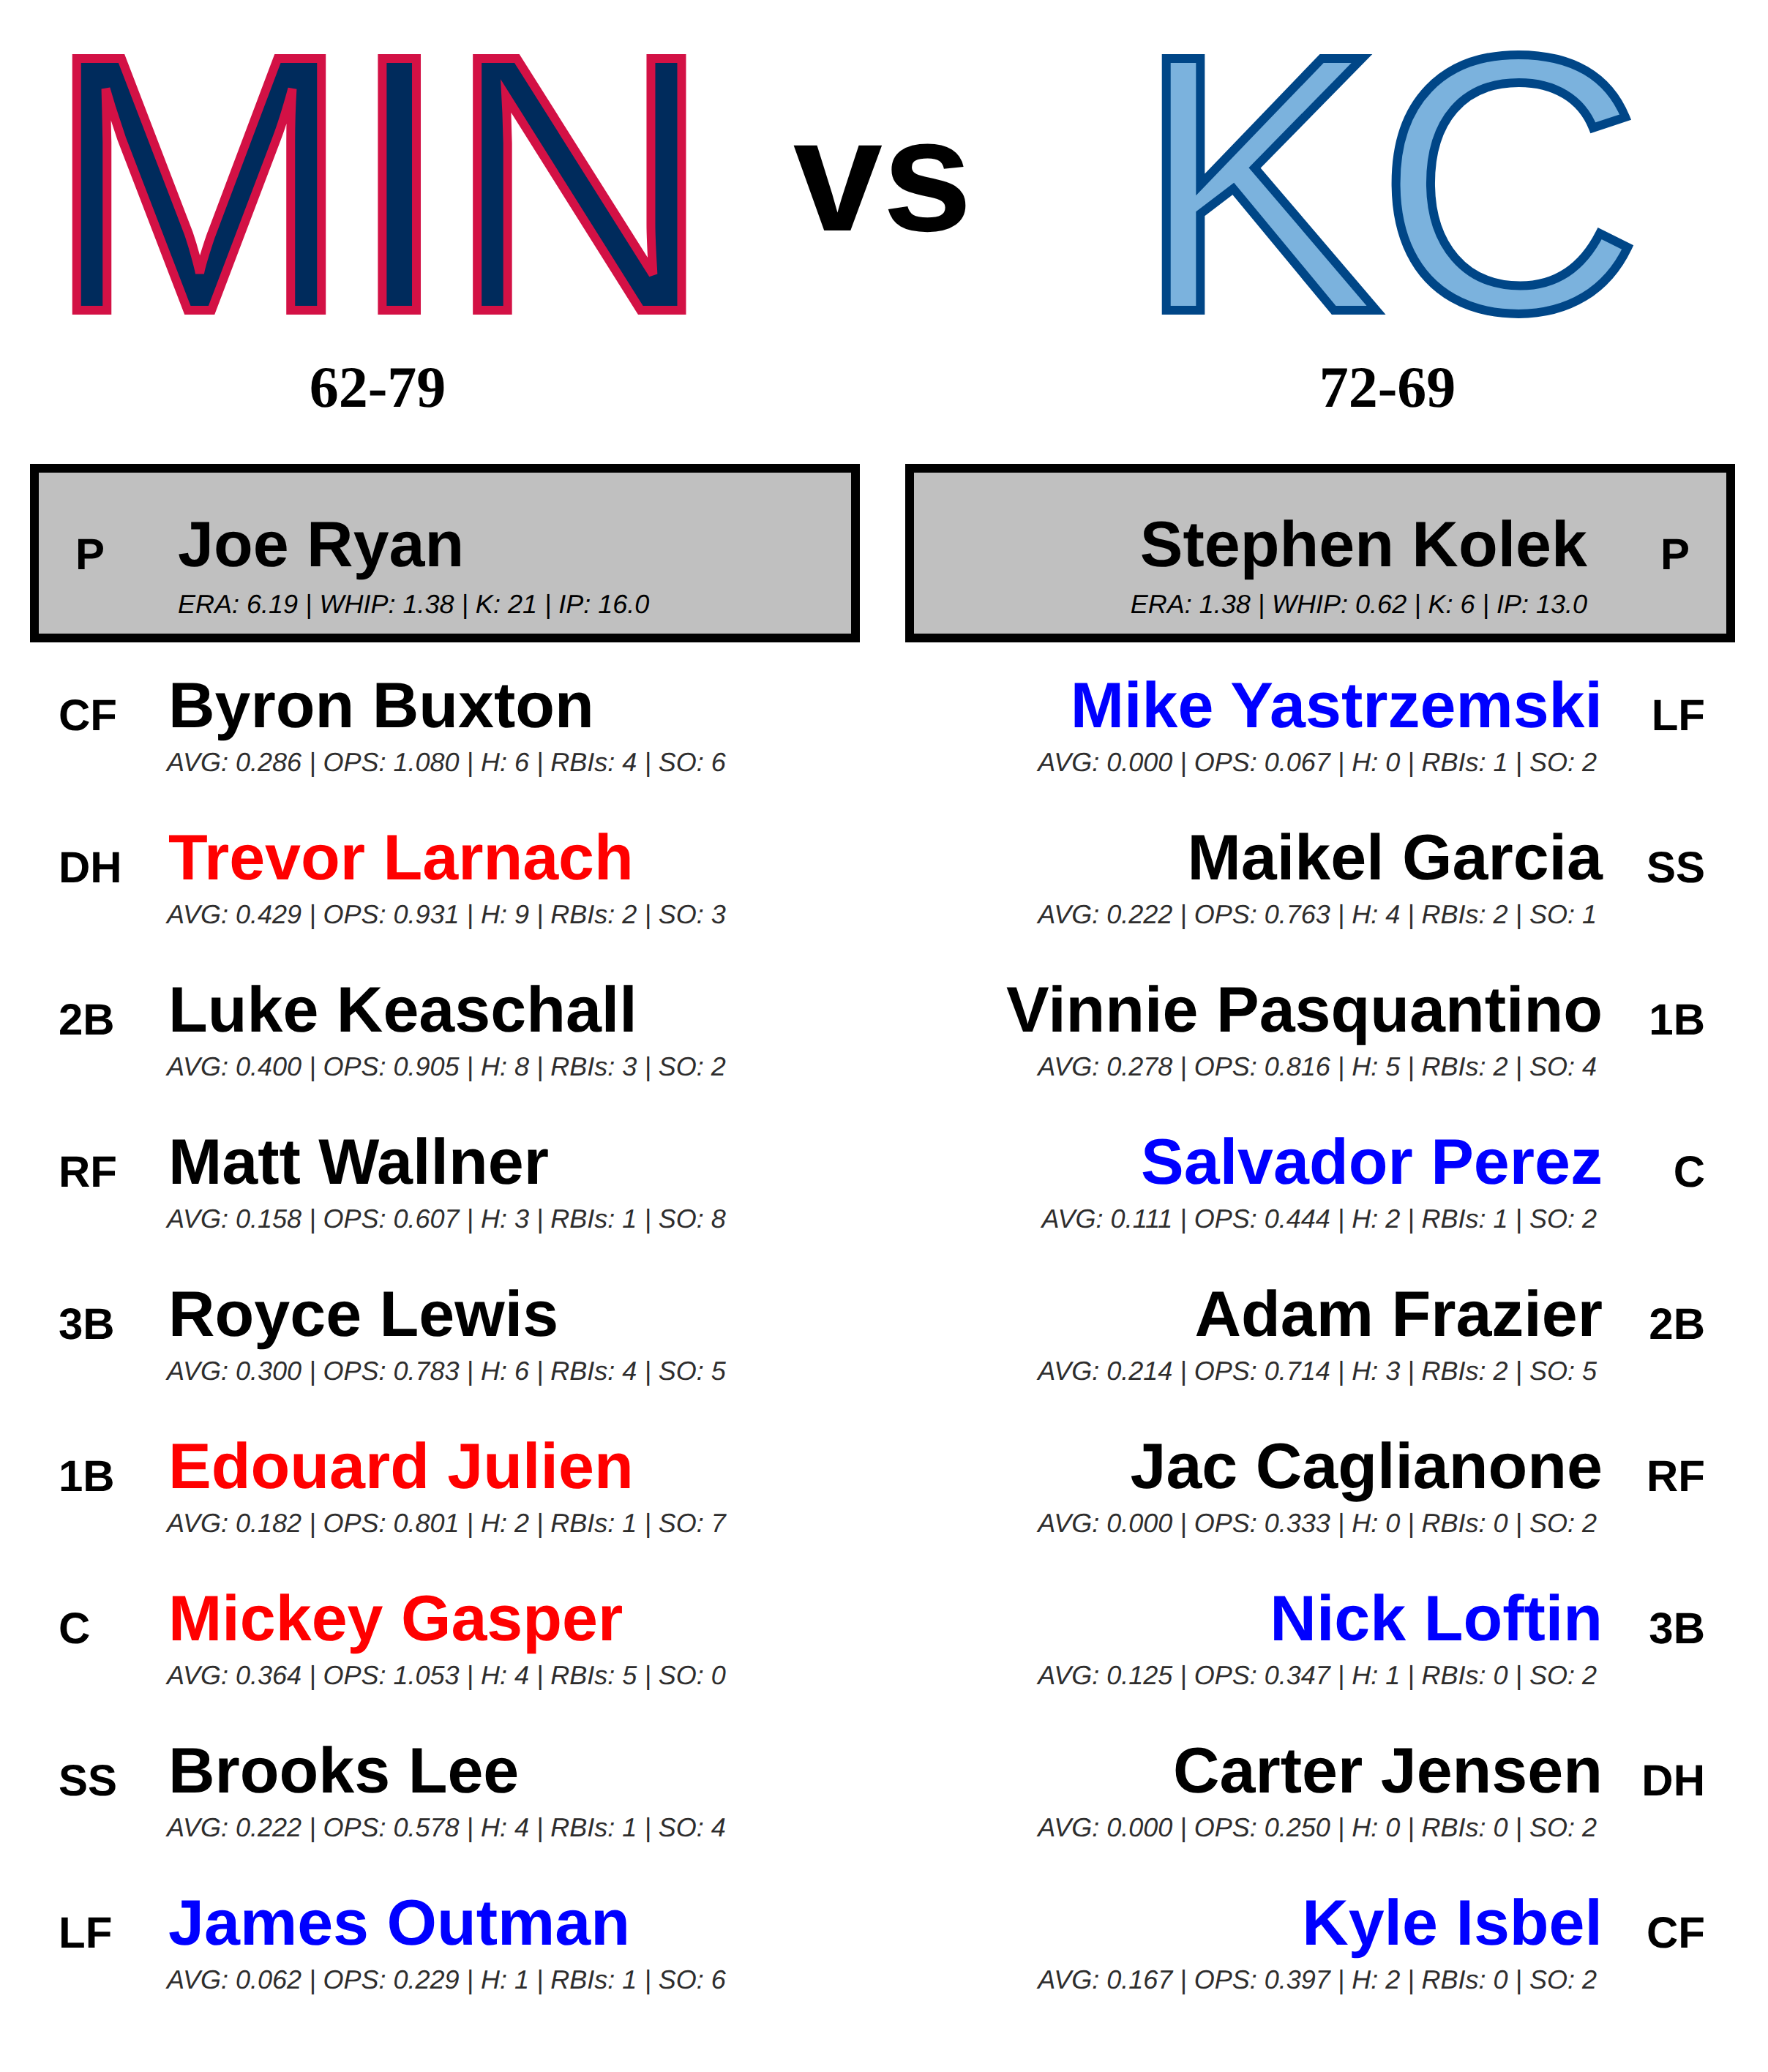 MIN vs KC
62-79 72-69
P Joe Ryan
ERA: 6.19 | WHIP: 1.38 | K: 21 | IP: 16.0
Stephen Kolek P
ERA: 1.38 | WHIP: 0.62 | K: 6 | IP: 13.0
CF Byron Buxton
AVG: 0.286 | OPS: 1.080 | H: 6 | RBIs: 4 | SO: 6
DH Trevor Larnach
AVG: 0.429 | OPS: 0.931 | H: 9 | RBIs: 2 | SO: 3
2B Luke Keaschall
AVG: 0.400 | OPS: 0.905 | H: 8 | RBIs: 3 | SO: 2
RF Matt Wallner
AVG: 0.158 | OPS: 0.607 | H: 3 | RBIs: 1 | SO: 8
3B Royce Lewis
AVG: 0.300 | OPS: 0.783 | H: 6 | RBIs: 4 | SO: 5
1B Edouard Julien
AVG: 0.182 | OPS: 0.801 | H: 2 | RBIs: 1 | SO: 7
C Mickey Gasper
AVG: 0.364 | OPS: 1.053 | H: 4 | RBIs: 5 | SO: 0
SS Brooks Lee
AVG: 0.222 | OPS: 0.578 | H: 4 | RBIs: 1 | SO: 4
LF James Outman
AVG: 0.062 | OPS: 0.229 | H: 1 | RBIs: 1 | SO: 6
Mike Yastrzemski LF
AVG: 0.000 | OPS: 0.067 | H: 0 | RBIs: 1 | SO: 2
Maikel Garcia SS
AVG: 0.222 | OPS: 0.763 | H: 4 | RBIs: 2 | SO: 1
Vinnie Pasquantino 1B
AVG: 0.278 | OPS: 0.816 | H: 5 | RBIs: 2 | SO: 4
Salvador Perez C
AVG: 0.111 | OPS: 0.444 | H: 2 | RBIs: 1 | SO: 2
Adam Frazier 2B
AVG: 0.214 | OPS: 0.714 | H: 3 | RBIs: 2 | SO: 5
Jac Caglianone RF
AVG: 0.000 | OPS: 0.333 | H: 0 | RBIs: 0 | SO: 2
Nick Loftin 3B
AVG: 0.125 | OPS: 0.347 | H: 1 | RBIs: 0 | SO: 2
Carter Jensen DH
AVG: 0.000 | OPS: 0.250 | H: 0 | RBIs: 0 | SO: 2
Kyle Isbel CF
AVG: 0.167 | OPS: 0.397 | H: 2 | RBIs: 0 | SO: 2